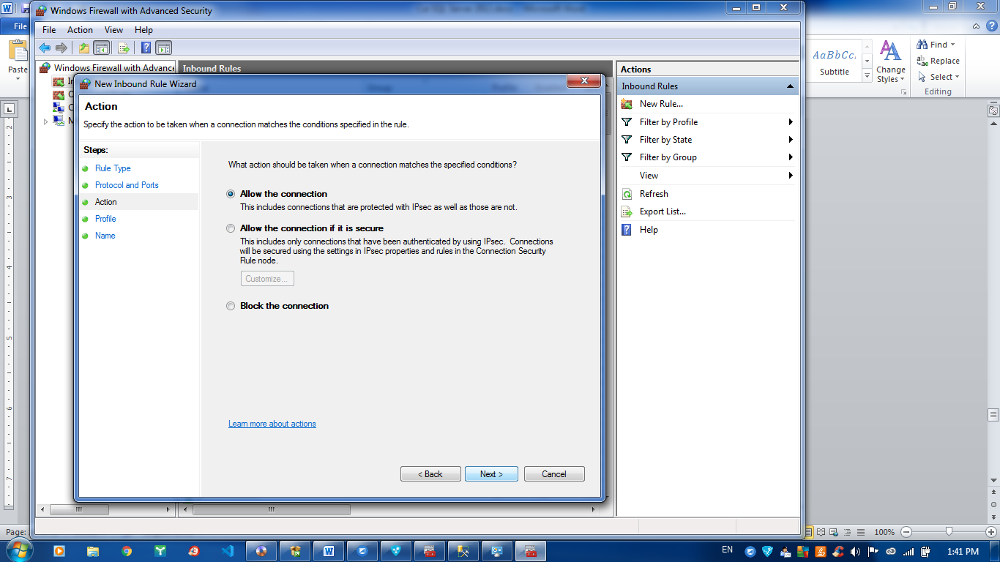 Windows Firewall with Advanced Security
File
File Action View Help
Paste
Windows Firewall with Advance
Inbound Rules
New Inbound Rule Wizard
Action
Specify the action to be taken when a connection matches the conditions specified in the rule.
Steps:
Rule Type
Protocol and Ports
Action
Profile
Name
What action should be taken when a connection matches the specified conditions?
Allow the connection
This includes connections that are protected with IPsec as well as those are not.
Allow the connection if it is secure
This includes only connections that have been authenticated by using IPsec. Connections
will be secured using the settings in IPsec properties and rules in the Connection Security
Rule node.
Customize...
Block the connection
Learn more about actions
< Back Next > Cancel
Actions
Inbound Rules
New Rule...
Filter by Profile
Filter by State
Filter by Group
View
Refresh
Export List...
Help
AaBbCc
Subtitle
Change
Styles
Find
Replace
Select
Editing
2
3
4
5
6
7
Page:
100%
EN
1:41 PM